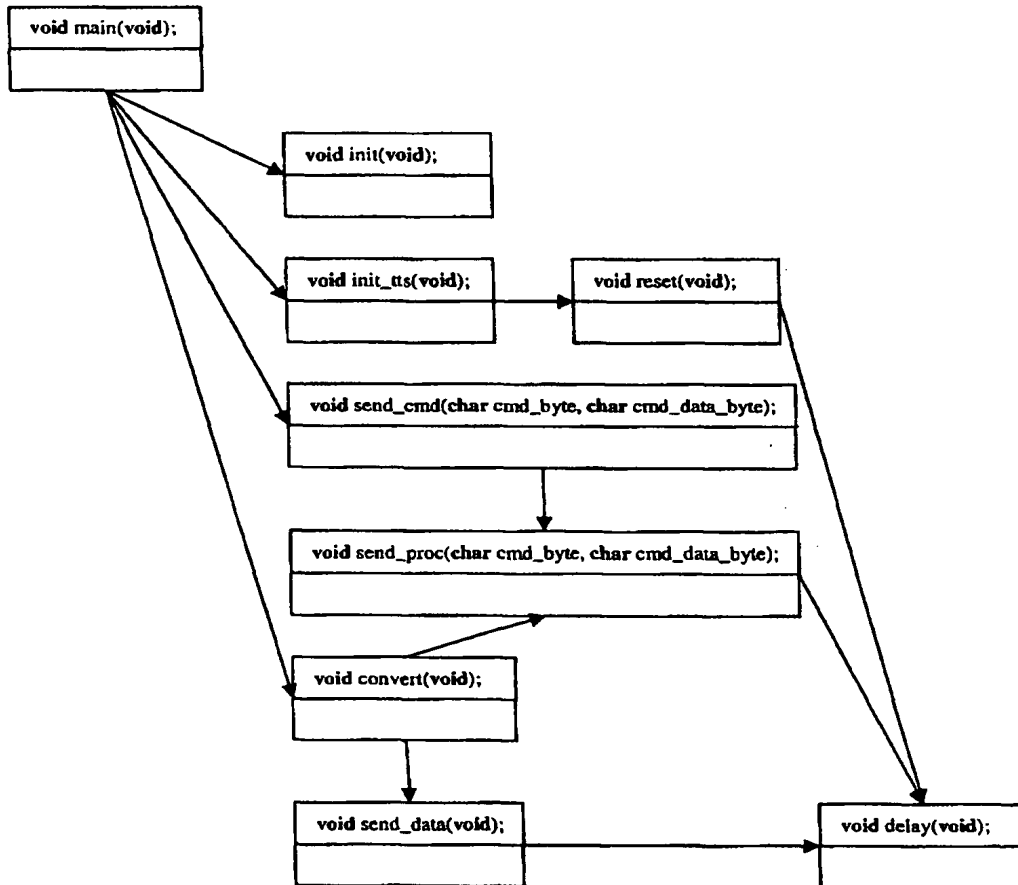 void main(void);
void init(void);
void init_tts(void);
void reset(void);
void send_cmd(char cmd_byte, char cmd_data_byte);
void send_proc(char cmd_byte, char cmd_data_byte);
void convert(void);
void send_data(void);
void delay(void);